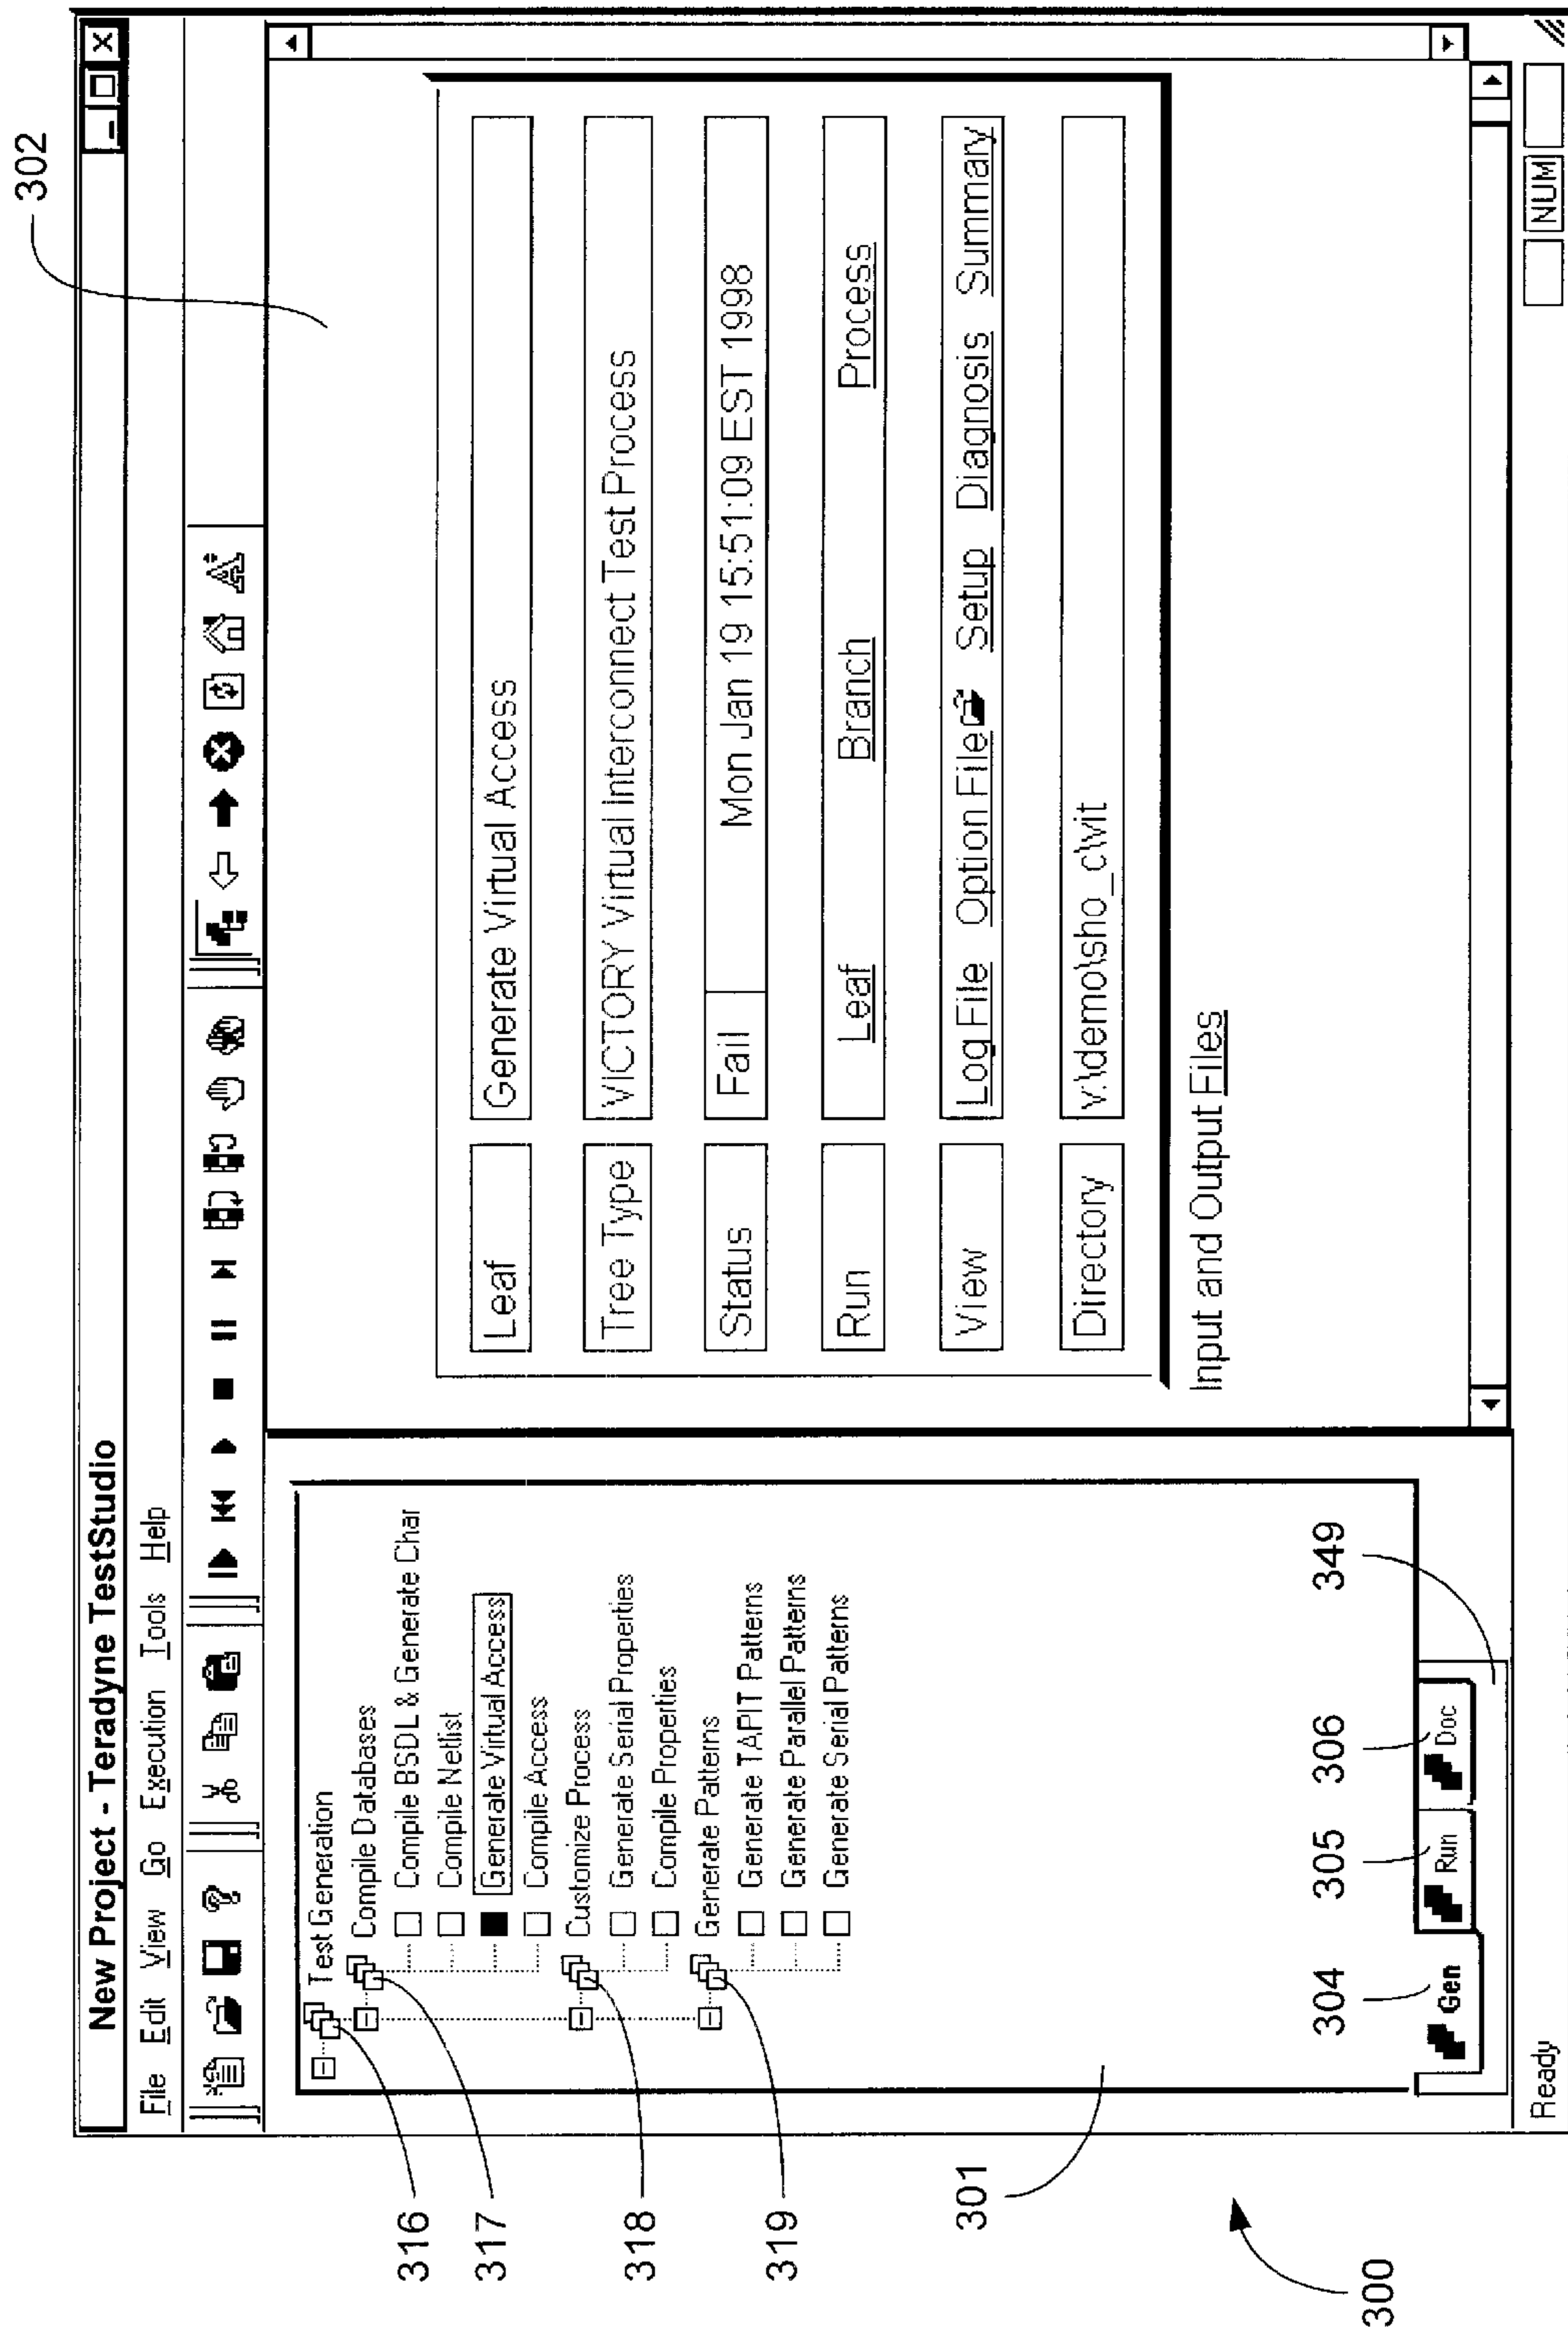 302
New Project - Teradyne TestStudio
File Edit View Go Execution Tools Help
Test Generation
Compile Databases
Compile BSDL & Generate Char
Compile Netlist
Generate Virtual Access
Compile Access
Customize Process
Generate Serial Properties
Compile Properties
Generate Patterns
Generate TAPIT Patterns
Generate Parallel Patterns
Generate Serial Patterns
Leaf Generate Virtual Access
Tree Type VICTORY Virtual Interconnect Test Process
Status Fail Mon Jan 19 15:51:09 EST 1998
Run Leaf Branch Process
View Log File Option File Setup Diagnosis Summary
Directory v:\demo\sho_c\vit
Input and Output Files
316
317
318
319
301
304 305 306 349
Gen Run Doc
Ready NUM
300